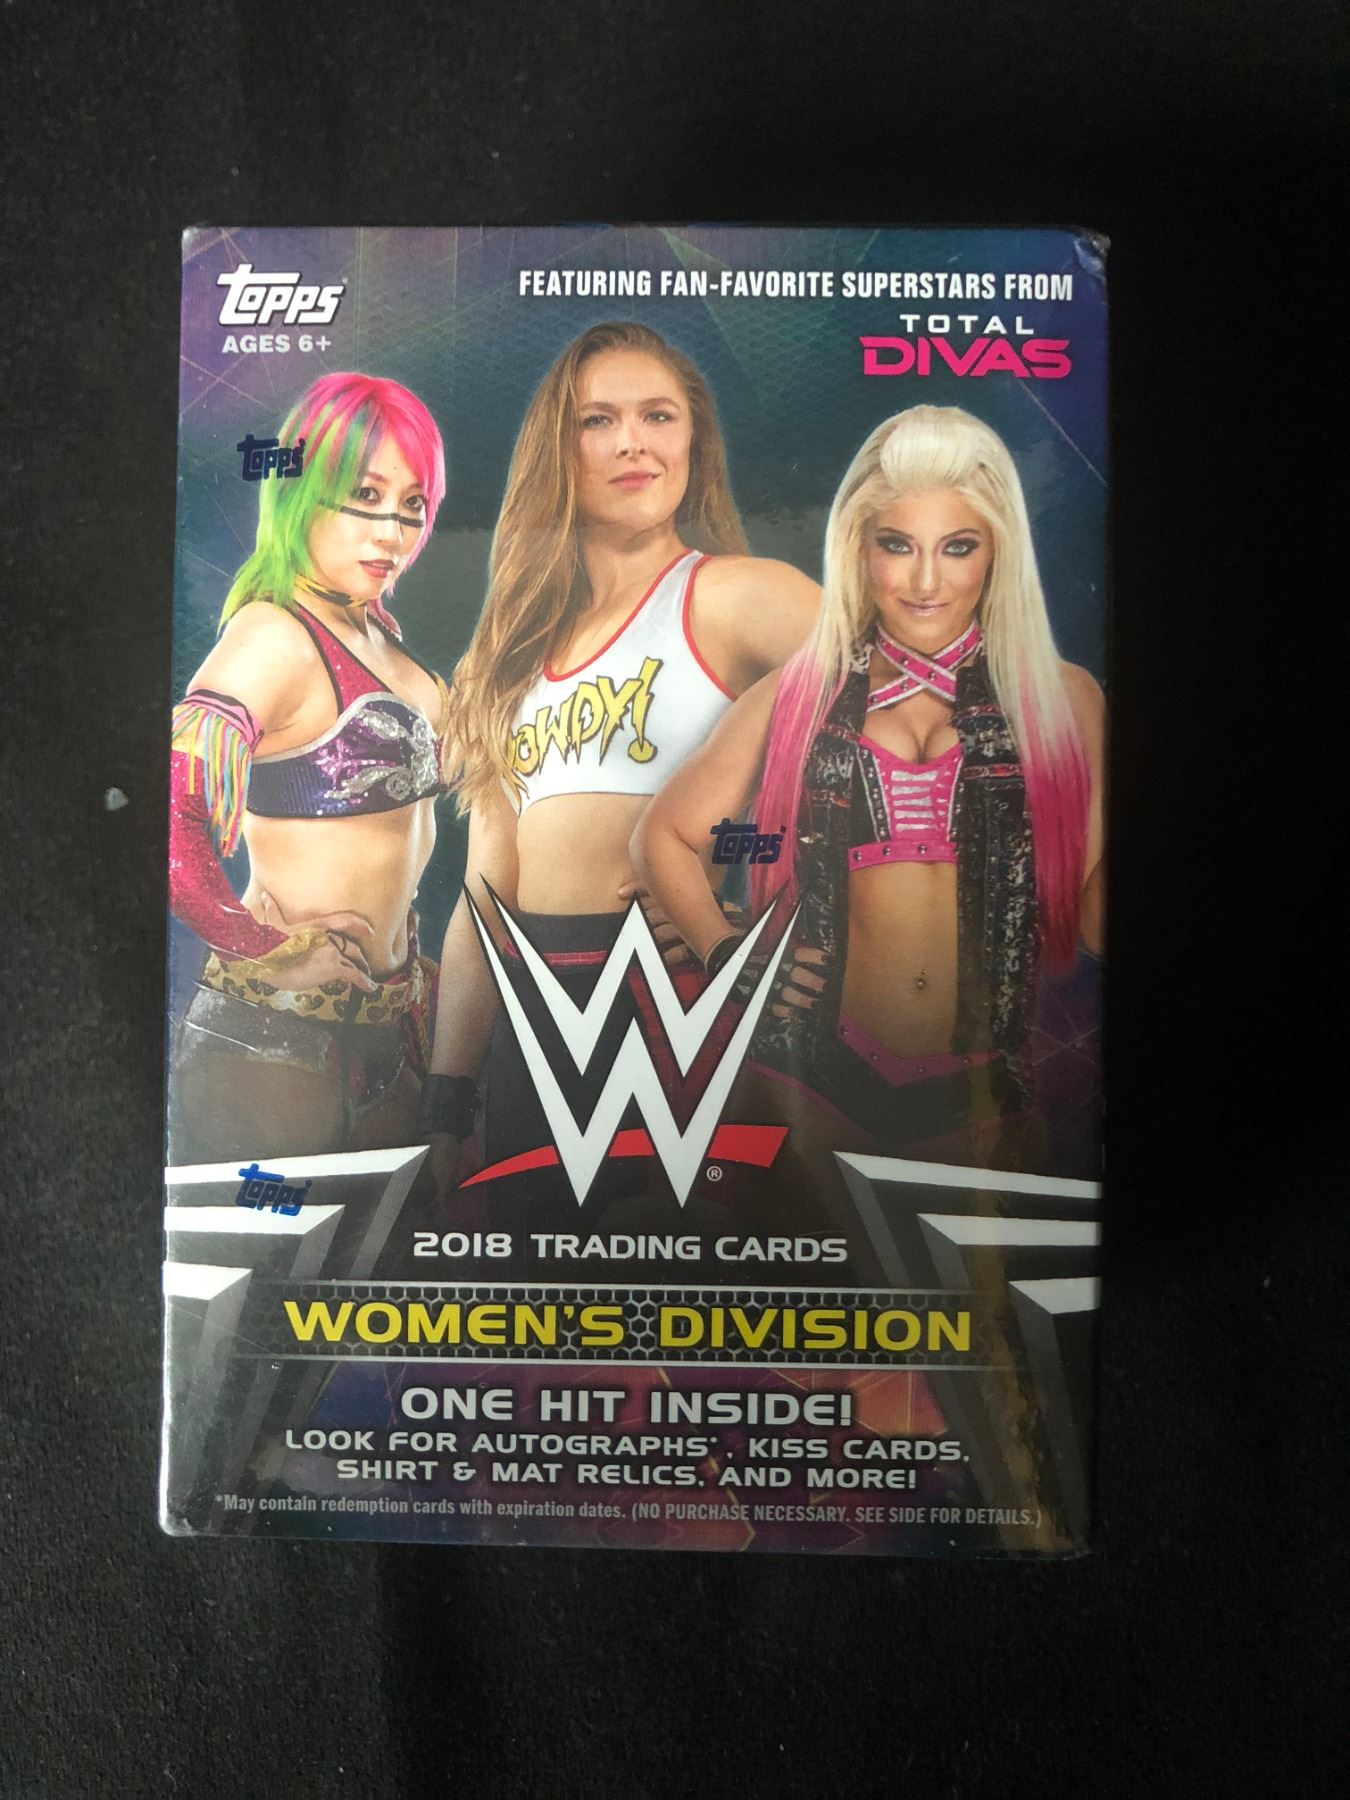 topps
AGES 6+
FEATURING FAN-FAVORITE SUPERSTARS FROM
TOTAL
DIVAS
topps
OWDY!
topps
W
®
topps
2018 TRADING CARDS
WOMEN'S DIVISION
ONE HIT INSIDE!
LOOK FOR AUTOGRAPHS*, KISS CARDS,
SHIRT & MAT RELICS, AND MORE!
*May contain redemption cards with expiration dates. (NO PURCHASE NECESSARY. SEE SIDE FOR DETAILS.)